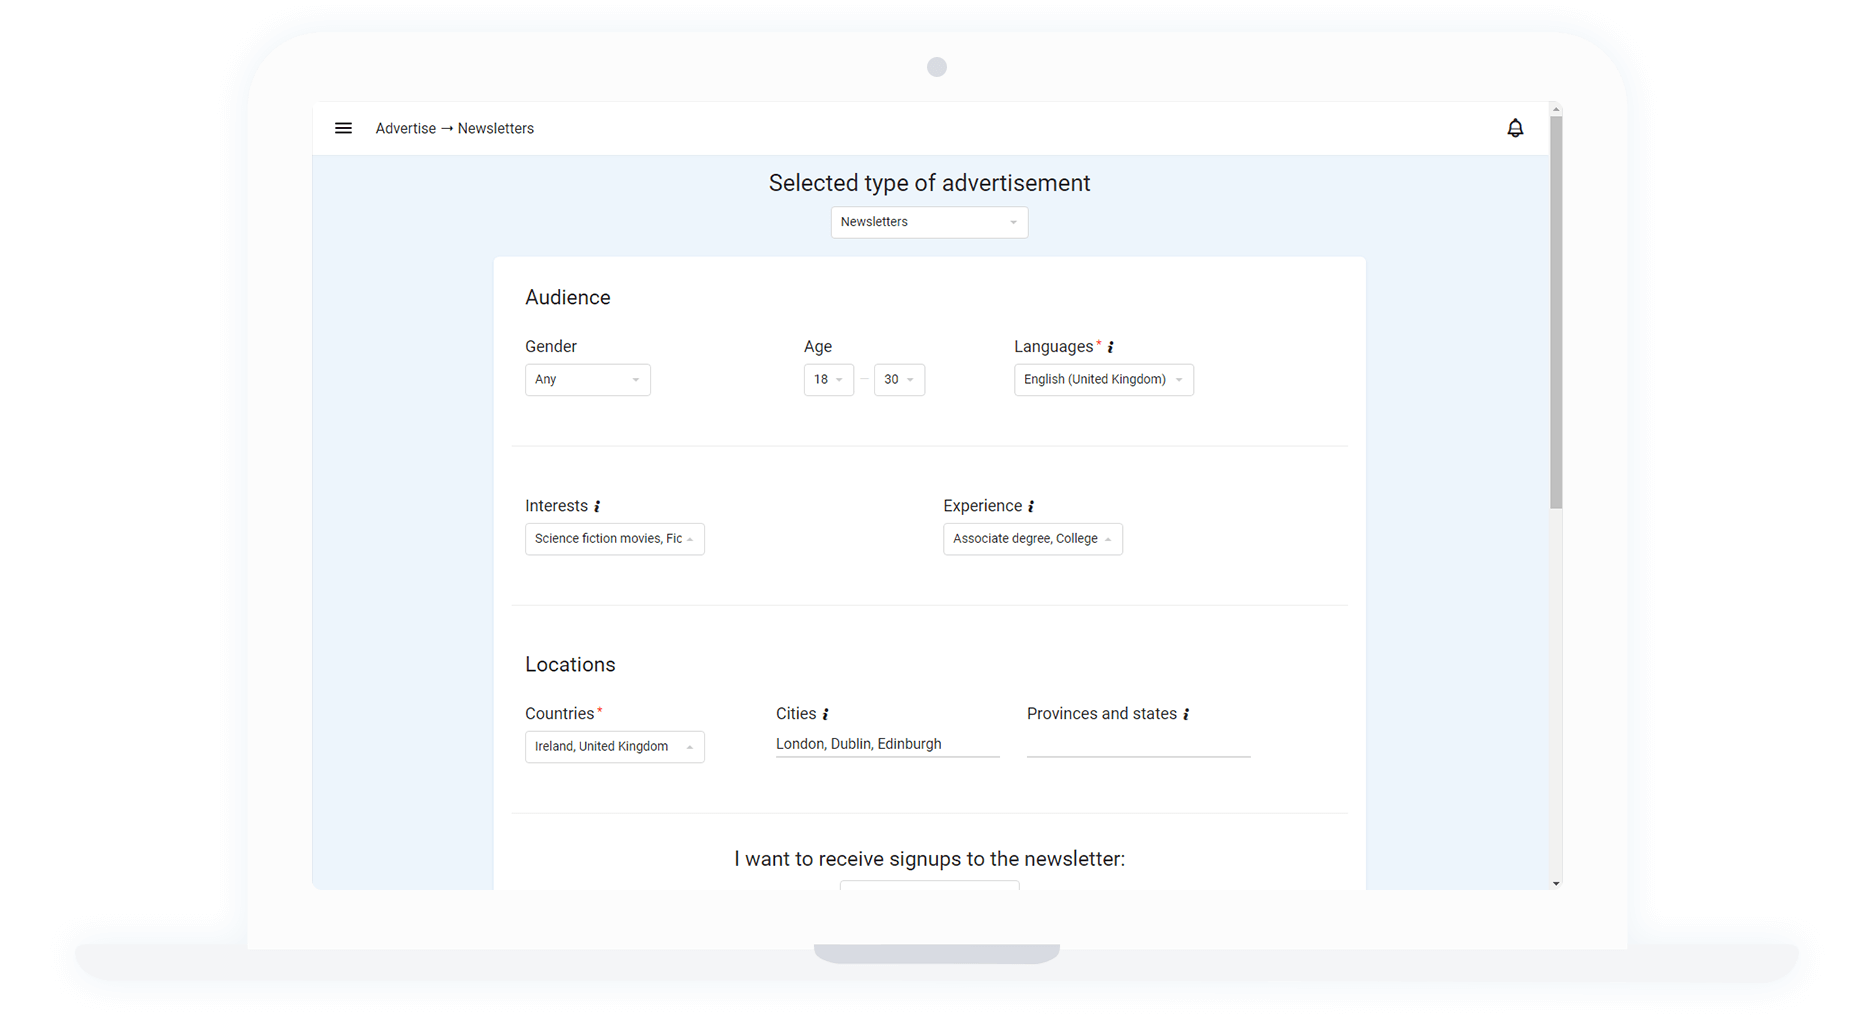 Advertise → Newsletters
Selected type of advertisement
Newsletters
Audience
Gender Age Languages* i
Any 18 – 30 English (United Kingdom)
Interests i Experience i
Science fiction movies, Fic Associate degree, College
Locations
Countries* Cities i Provinces and states i
Ireland, United Kingdom London, Dublin, Edinburgh
I want to receive signups to the newsletter: